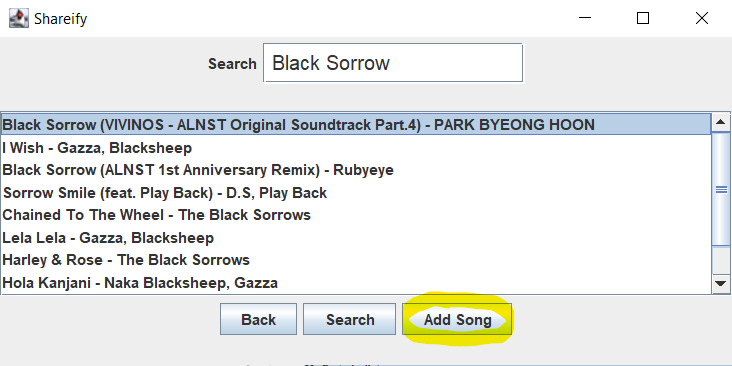 Shareify
Search Black Sorrow
Black Sorrow (VIVINOS - ALNST Original Soundtrack Part.4) - PARK BYEONG HOON
I Wish - Gazza, Blacksheep
Black Sorrow (ALNST 1st Anniversary Remix) - Rubyeye
Sorrow Smile (feat. Play Back) - D.S, Play Back
Chained To The Wheel - The Black Sorrows
Lela Lela - Gazza, Blacksheep
Harley & Rose - The Black Sorrows
Hola Kanjani - Naka Blacksheep, Gazza
Back Search Add Song